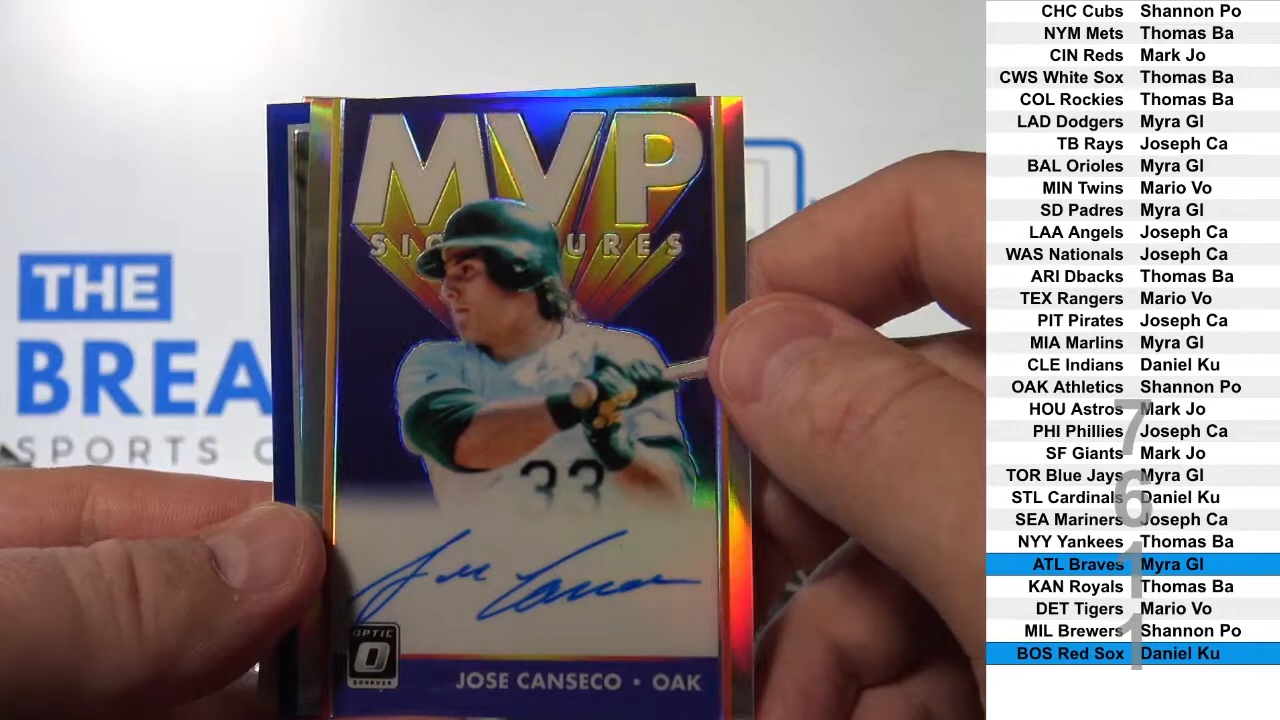 THE
BREA
SPORTS C
MVP
SIGNATURES
33
Jose Canseco
OPTIC
DONRUSS
JOSE CANSECO • OAK
CHC Cubs Shannon Po
NYM Mets Thomas Ba
CIN Reds Mark Jo
CWS White Sox Thomas Ba
COL Rockies Thomas Ba
LAD Dodgers Myra Gl
TB Rays Joseph Ca
BAL Orioles Myra Gl
MIN Twins Mario Vo
SD Padres Myra Gl
LAA Angels Joseph Ca
WAS Nationals Joseph Ca
ARI Dbacks Thomas Ba
TEX Rangers Mario Vo
PIT Pirates Joseph Ca
MIA Marlins Myra Gl
CLE Indians Daniel Ku
OAK Athletics Shannon Po
HOU Astros Mark Jo
PHI Phillies Joseph Ca
SF Giants Mark Jo
TOR Blue Jays Myra Gl
STL Cardinals Daniel Ku
SEA Mariners Joseph Ca
NYY Yankees Thomas Ba
ATL Braves Myra Gl
KAN Royals Thomas Ba
DET Tigers Mario Vo
MIL Brewers Shannon Po
BOS Red Sox Daniel Ku
7
6
1
1